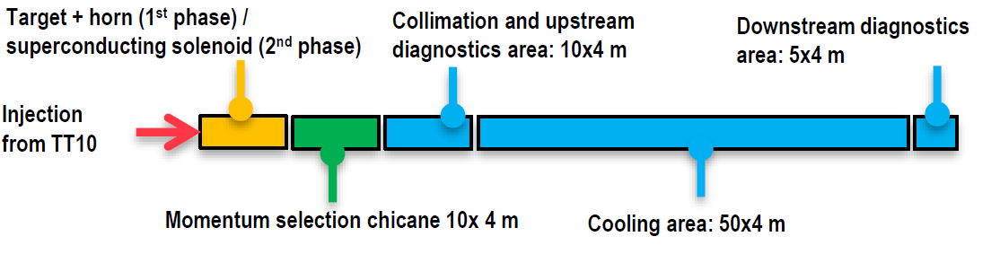 Target + horn (1st phase) /
superconducting solenoid (2nd phase)
Collimation and upstream
diagnostics area: 10x4 m
Downstream diagnostics
area: 5x4 m
Injection
from TT10
Momentum selection chicane 10x 4 m
Cooling area: 50x4 m